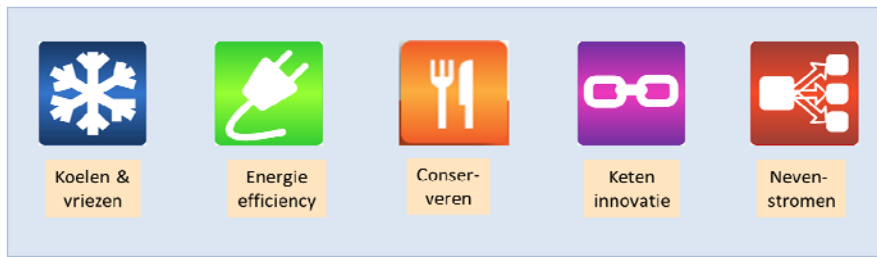 Koelen &
vriezen
Energie
efficiency
Conser-
veren
Keten
innovatie
Neven-
stromen